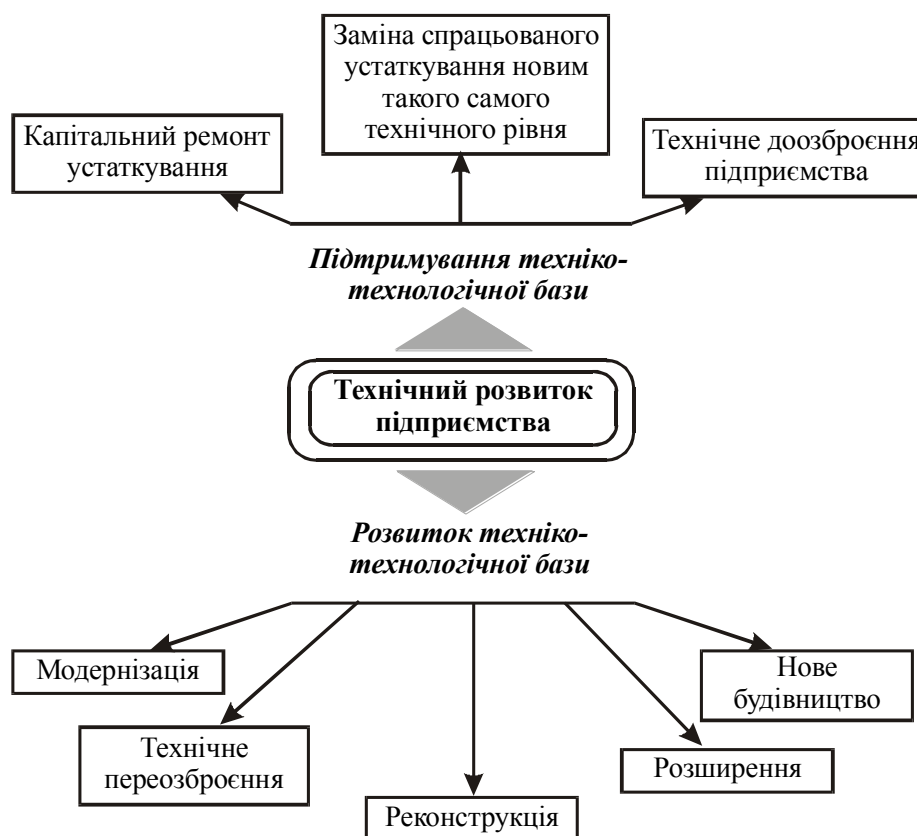 Заміна спрацьованого
устаткування новим
такого самого
технічного рівня
Капітальний ремонт
устаткування
Технічне доозброєння
підприємства
Підтримування техніко-
технологічної бази
Технічний розвиток
підприємства
Розвиток техніко-
технологічної бази
Модернізація
Нове
будівництво
Технічне
переозброєння
Розширення
Реконструкція